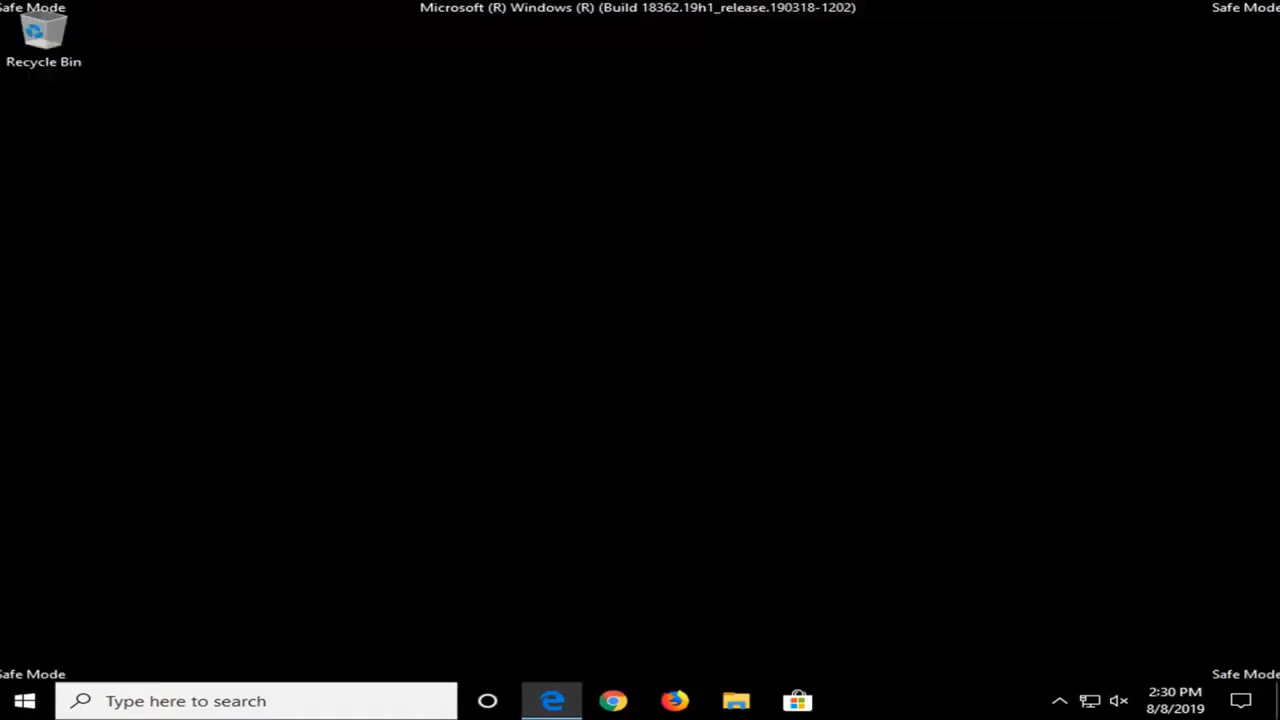 Safe Mode
Microsoft (R) Windows (R) (Build 18362.19h1_release.190318-1202)
Safe Mode
Recycle Bin
Safe Mode
Safe Mode
Type here to search
2:30 PM
8/8/2019